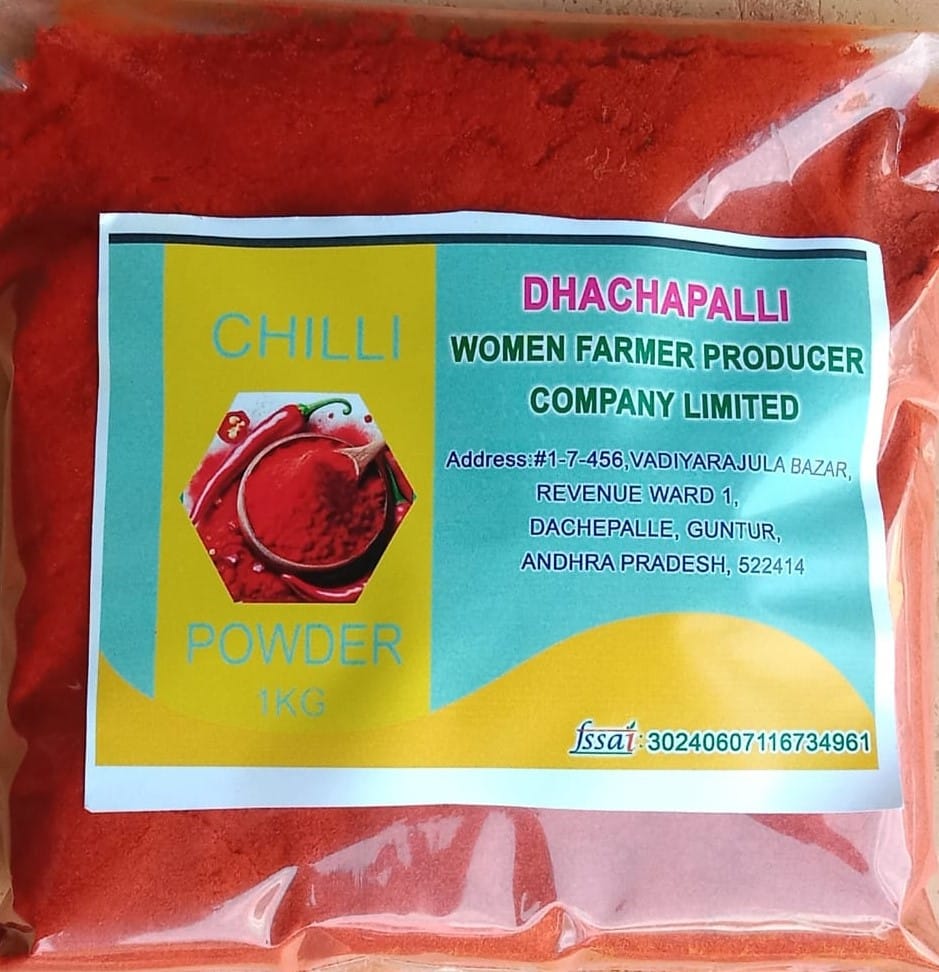 CHILLI
POWDER
1KG
DHACHAPALLI
WOMEN FARMER PRODUCER
COMPANY LIMITED
Address:#1-7-456,VADIYARAJULA BAZAR,
REVENUE WARD 1,
DACHEPALLE, GUNTUR,
ANDHRA PRADESH, 522414
fssai:30240607116734961